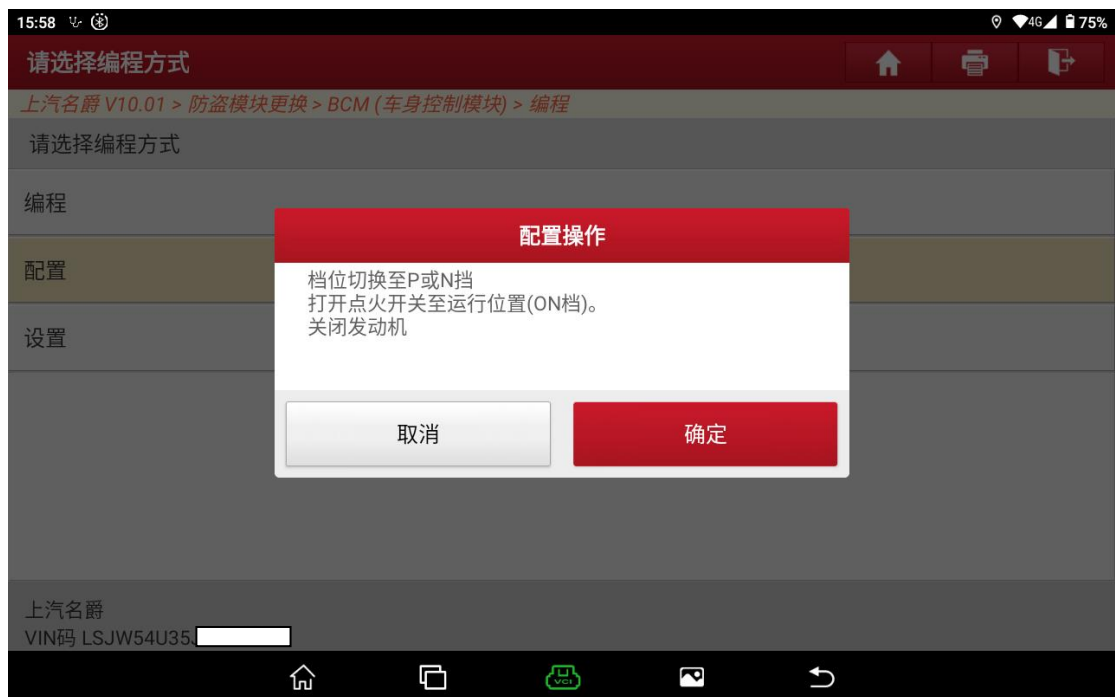 15:58
4G 75%
请选择编程方式
上汽名爵 V10.01 > 防盗模块更换 > BCM (车身控制模块) > 编程
请选择编程方式
编程
配置
设置
配置操作
档位切换至P或N挡
打开点火开关至运行位置(ON档)。
关闭发动机
取消
确定
上汽名爵
VIN码 LSJW54U35J
VCI